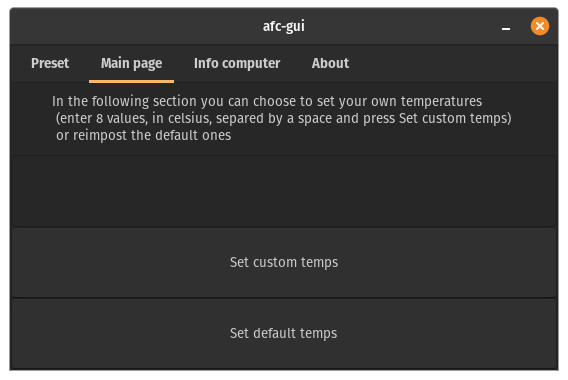 afc-gui
Preset Main page Info computer About
In the following section you can choose to set your own temperatures
(enter 8 values, in celsius, separed by a space and press Set custom temps)
or reimpost the default ones
Set custom temps
Set default temps